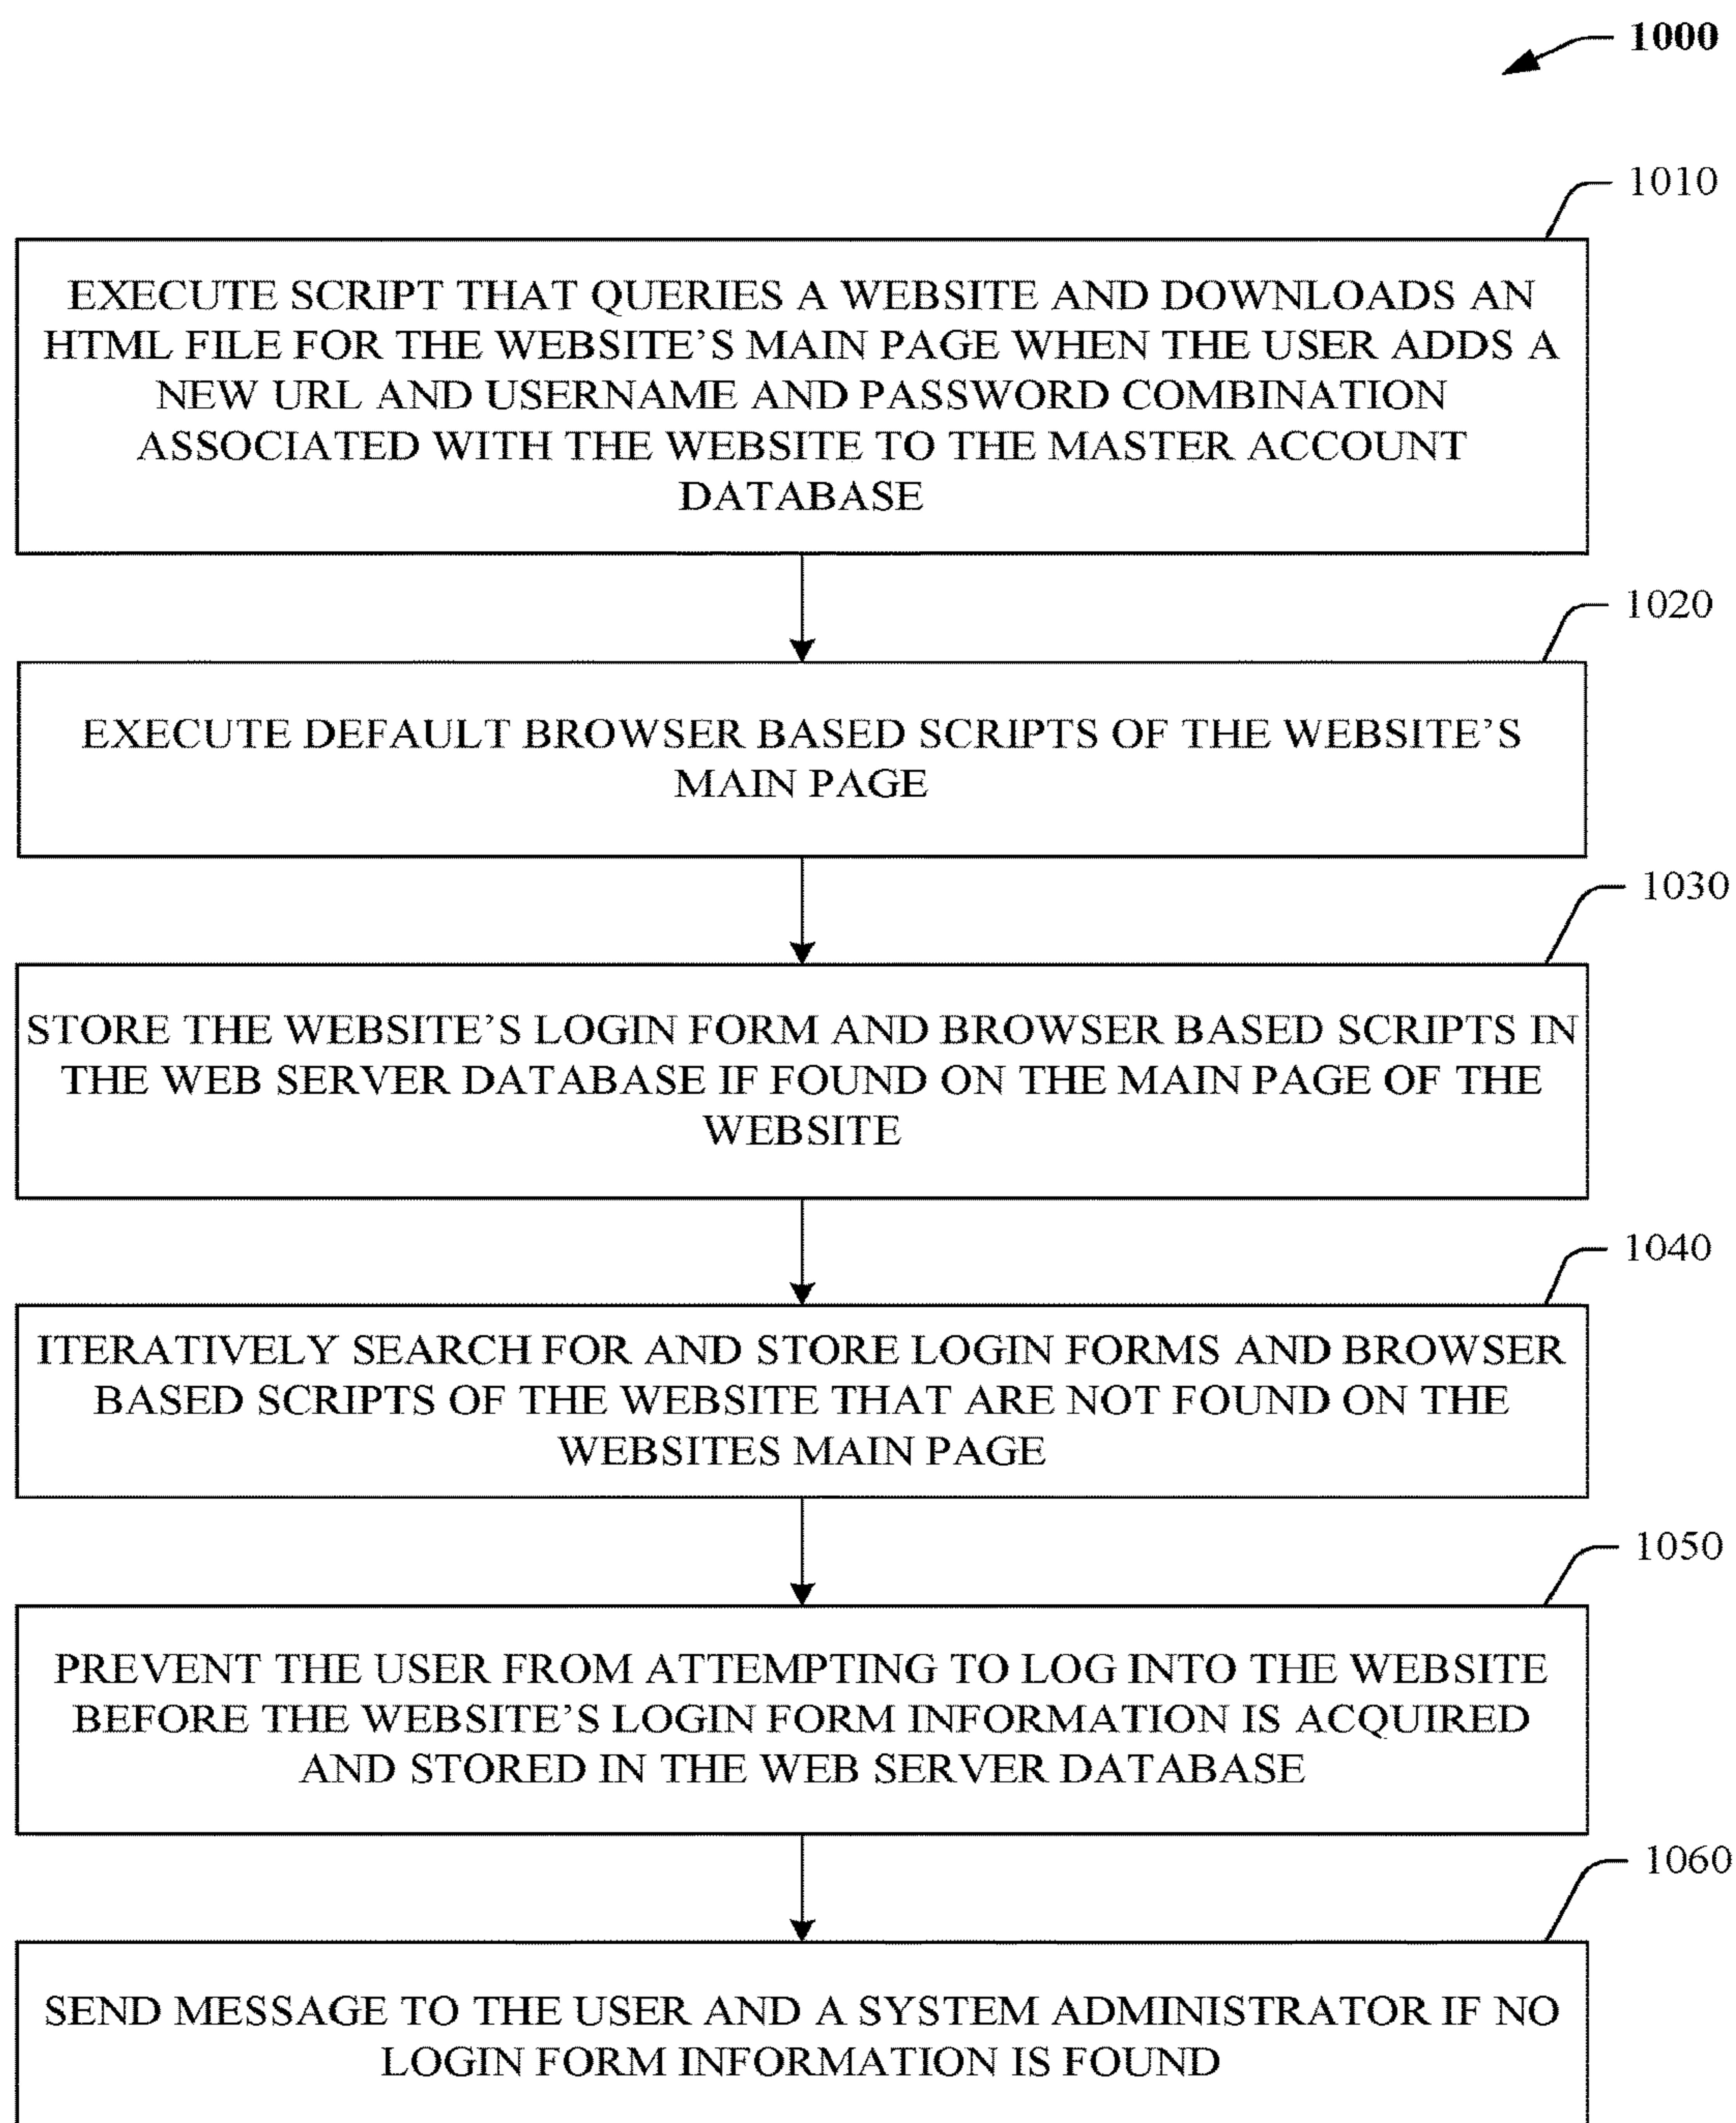 1000
1010
EXECUTE SCRIPT THAT QUERIES A WEBSITE AND DOWNLOADS AN
HTML FILE FOR THE WEBSITE'S MAIN PAGE WHEN THE USER ADDS A
NEW URL AND USERNAME AND PASSWORD COMBINATION
ASSOCIATED WITH THE WEBSITE TO THE MASTER ACCOUNT
DATABASE
1020
EXECUTE DEFAULT BROWSER BASED SCRIPTS OF THE WEBSITE'S
MAIN PAGE
1030
STORE THE WEBSITE'S LOGIN FORM AND BROWSER BASED SCRIPTS IN
THE WEB SERVER DATABASE IF FOUND ON THE MAIN PAGE OF THE
WEBSITE
1040
ITERATIVELY SEARCH FOR AND STORE LOGIN FORMS AND BROWSER
BASED SCRIPTS OF THE WEBSITE THAT ARE NOT FOUND ON THE
WEBSITES MAIN PAGE
1050
PREVENT THE USER FROM ATTEMPTING TO LOG INTO THE WEBSITE
BEFORE THE WEBSITE'S LOGIN FORM INFORMATION IS ACQUIRED
AND STORED IN THE WEB SERVER DATABASE
1060
SEND MESSAGE TO THE USER AND A SYSTEM ADMINISTRATOR IF NO
LOGIN FORM INFORMATION IS FOUND